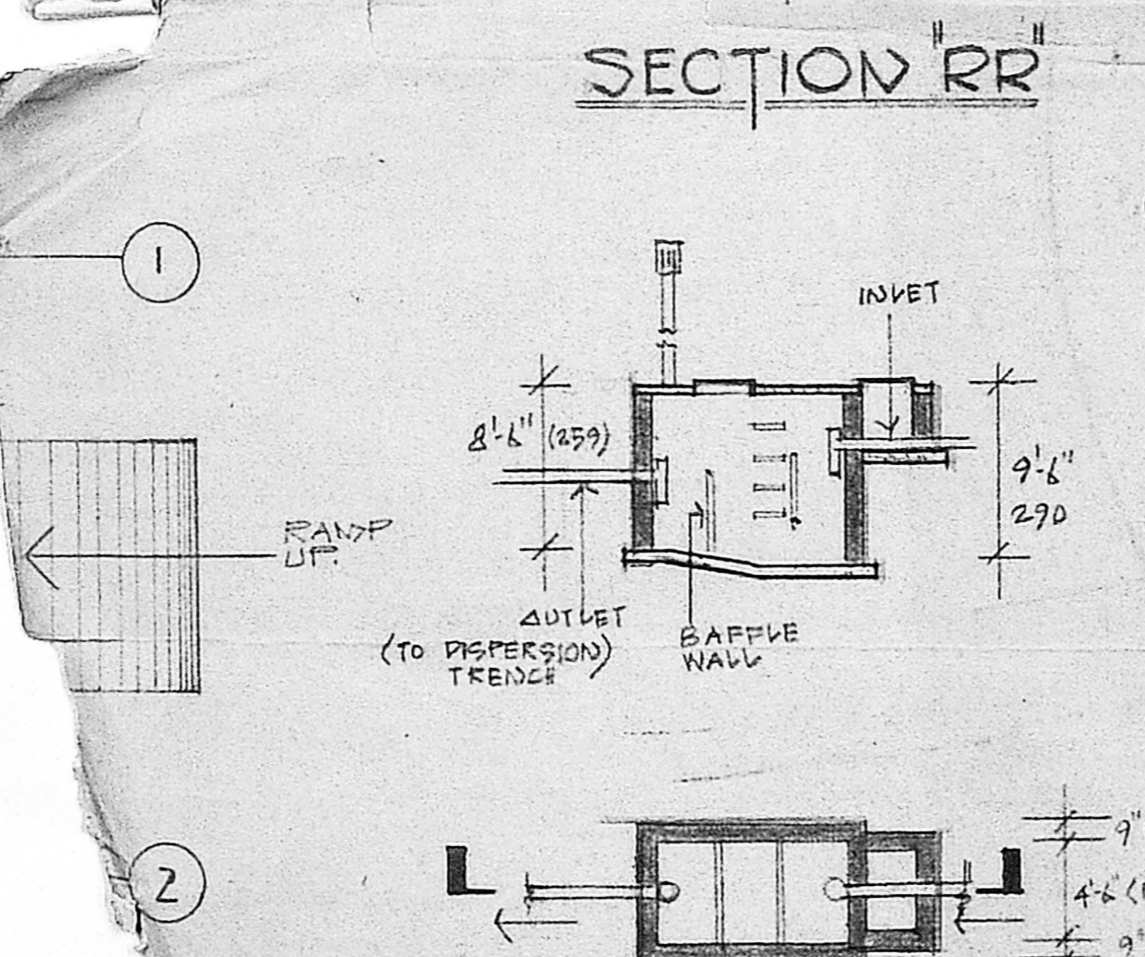 SECTION "RR"
1
INLET
8'-6" (259)
9'-6"
290
RAMP
UP.
OUTLET
(TO DISPERSION)
TRENCH
BAFFLE
WALL
9"
2
4'-6"
9"